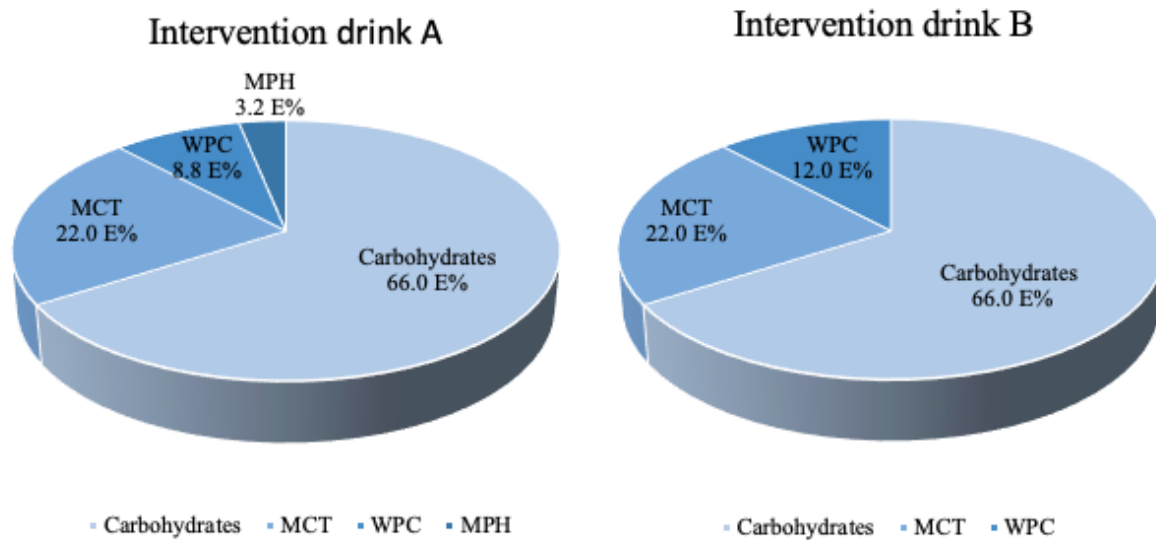 Intervention drink A
MPH
3.2 E%
WPC
8.8 E%
MCT
22.0 E%
Carbohydrates
66.0 E%
Carbohydrates MCT WPC MPH
Intervention drink B
WPC
12.0 E%
MCT
22.0 E%
Carbohydrates
66.0 E%
Carbohydrates MCT WPC